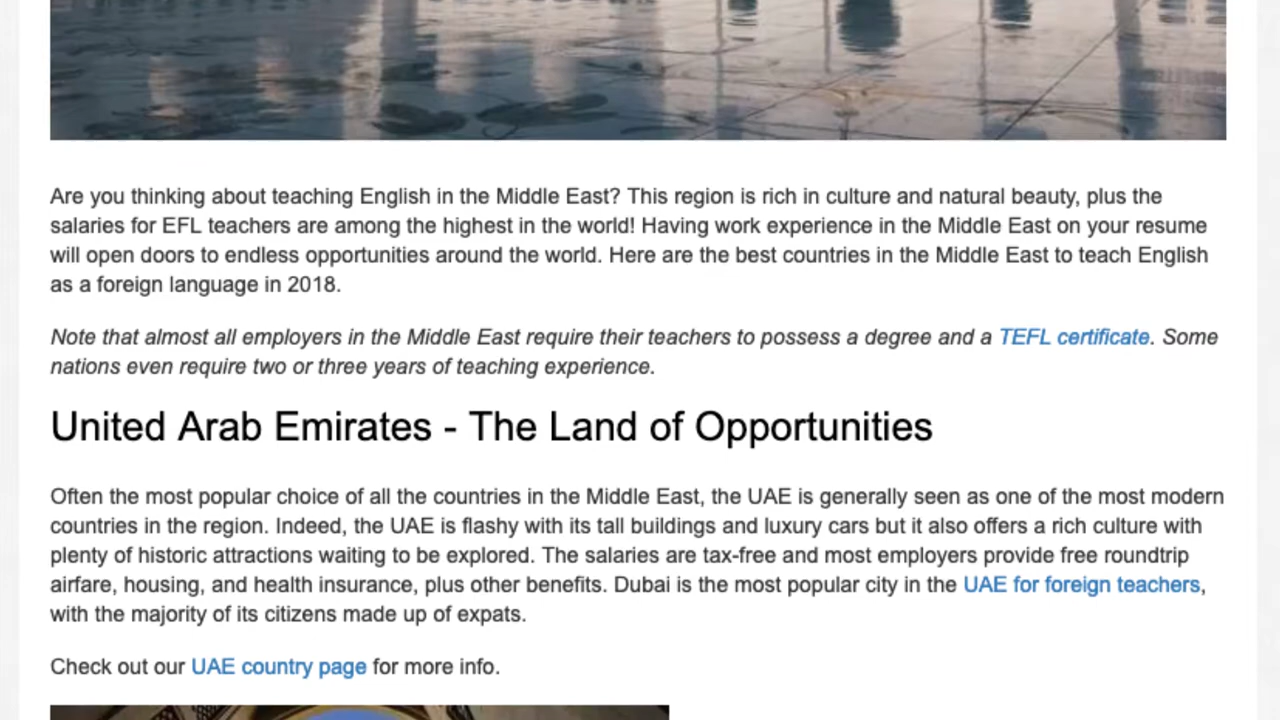 Are you thinking about teaching English in the Middle East? This region is rich in culture and natural beauty, plus the
salaries for EFL teachers are among the highest in the world! Having work experience in the Middle East on your resume
will open doors to endless opportunities around the world. Here are the best countries in the Middle East to teach English
as a foreign language in 2018.
Note that almost all employers in the Middle East require their teachers to possess a degree and a TEFL certificate. Some
nations even require two or three years of teaching experience.
United Arab Emirates - The Land of Opportunities
Often the most popular choice of all the countries in the Middle East, the UAE is generally seen as one of the most modern
countries in the region. Indeed, the UAE is flashy with its tall buildings and luxury cars but it also offers a rich culture with
plenty of historic attractions waiting to be explored. The salaries are tax-free and most employers provide free roundtrip
airfare, housing, and health insurance, plus other benefits. Dubai is the most popular city in the UAE for foreign teachers,
with the majority of its citizens made up of expats.
Check out our UAE country page for more info.